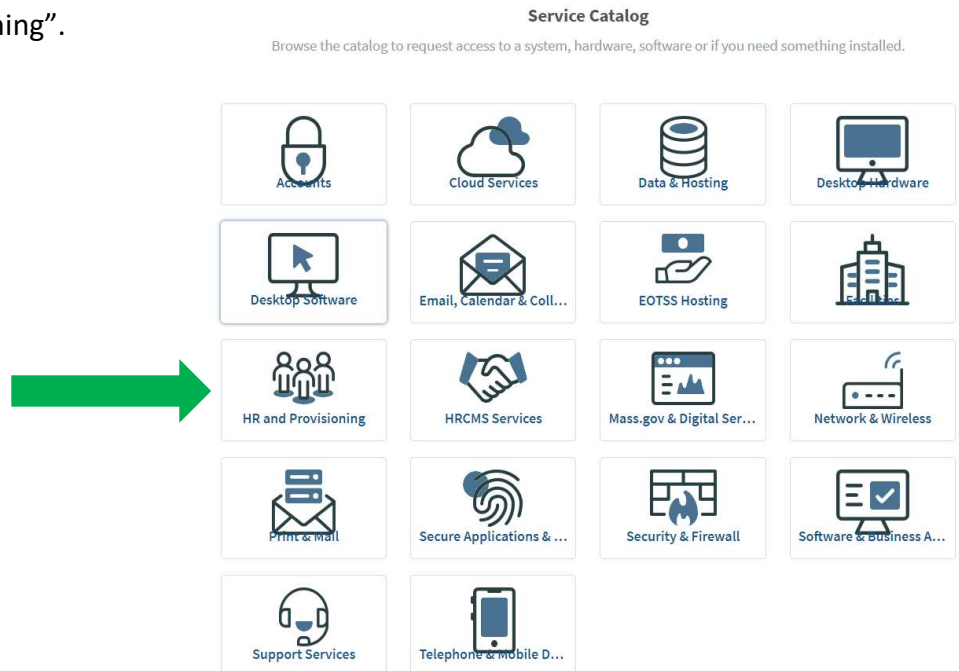 ning”.
Service Catalog
Browse the catalog to request access to a system, hardware, software or if you need something installed.
Accounts
Cloud Services
Data & Hosting
Desktop Hardware
Desktop Software
Email, Calendar & Coll...
EOTSS Hosting
Facilities
HR and Provisioning
HRCMS Services
Mass.gov & Digital Ser...
Network & Wireless
Print & Mail
Secure Applications & ...
Security & Firewall
Software & Business A...
Support Services
Telephone & Mobile D...